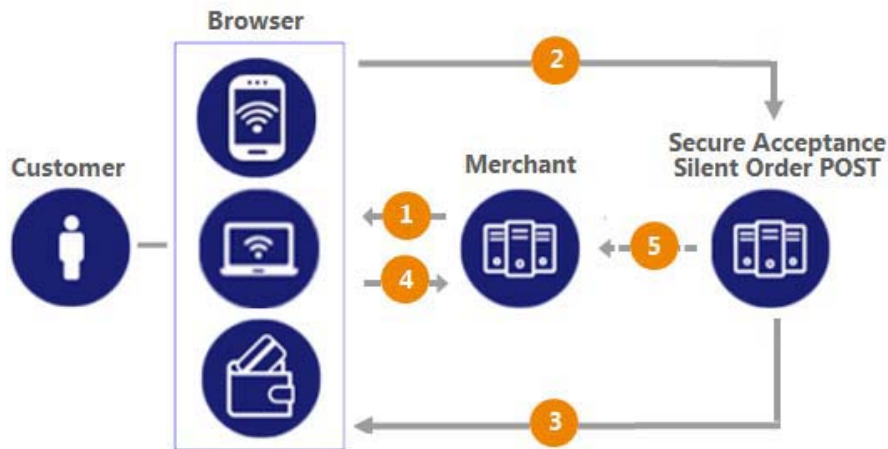 Browser
2
Secure Acceptance
Silent Order POST
Customer
Merchant
1
5
4
3